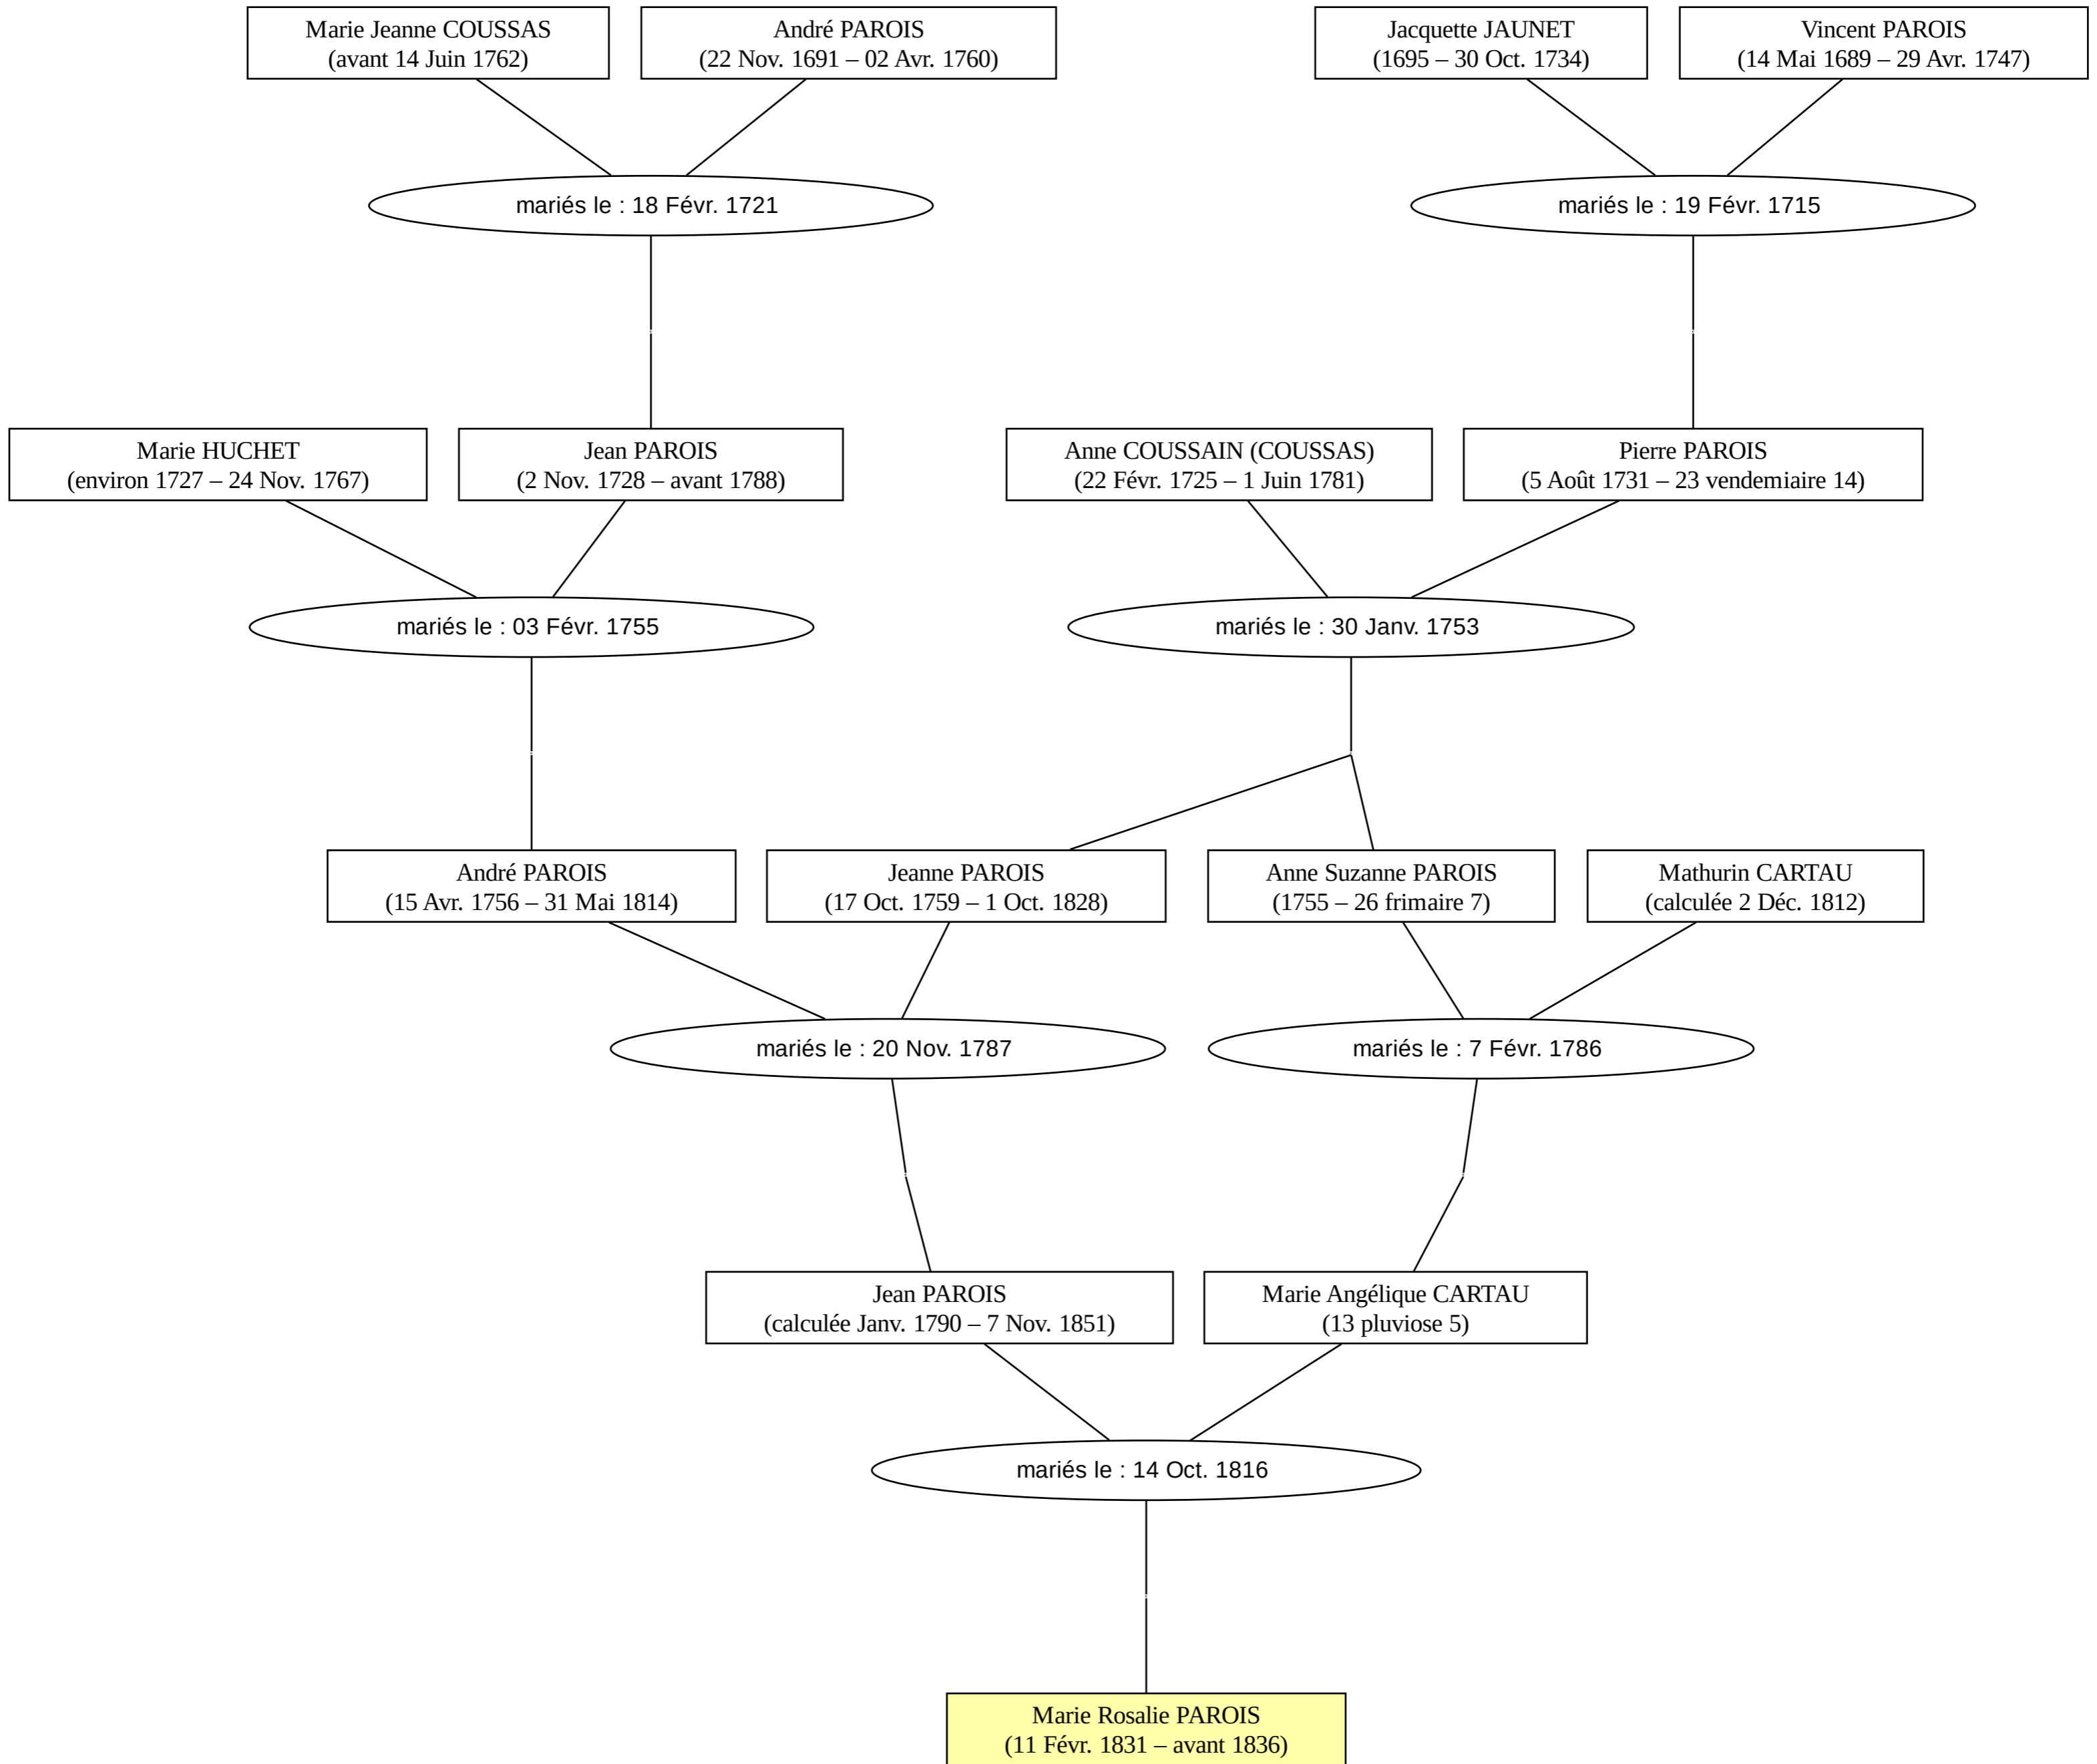 Marie Jeanne COUSSAS
(avant 14 Juin 1762)
André PAROIS
(22 Nov. 1691 – 02 Avr. 1760)
Jacquette JAUNET
(1695 – 30 Oct. 1734)
Vincent PAROIS
(14 Mai 1689 – 29 Avr. 1747)
mariés le : 18 Févr. 1721
mariés le : 19 Févr. 1715
Marie HUCHET
(environ 1727 – 24 Nov. 1767)
Jean PAROIS
(2 Nov. 1728 – avant 1788)
Anne COUSSAIN (COUSSAS)
(22 Févr. 1725 – 1 Juin 1781)
Pierre PAROIS
(5 Août 1731 – 23 vendemiaire 14)
mariés le : 03 Févr. 1755
mariés le : 30 Janv. 1753
André PAROIS
(15 Avr. 1756 – 31 Mai 1814)
Jeanne PAROIS
(17 Oct. 1759 – 1 Oct. 1828)
Anne Suzanne PAROIS
(1755 – 26 frimaire 7)
Mathurin CARTAU
(calculée 2 Déc. 1812)
mariés le : 20 Nov. 1787
mariés le : 7 Févr. 1786
Jean PAROIS
(calculée Janv. 1790 – 7 Nov. 1851)
Marie Angélique CARTAU
(13 pluviose 5)
mariés le : 14 Oct. 1816
Marie Rosalie PAROIS
(11 Févr. 1831 – avant 1836)